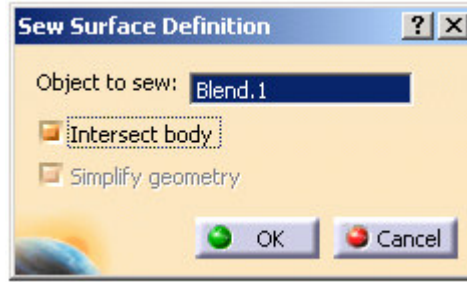 Sew Surface Definition
Object to sew: Blend.1
Intersect body
Simplify geometry
OK Cancel